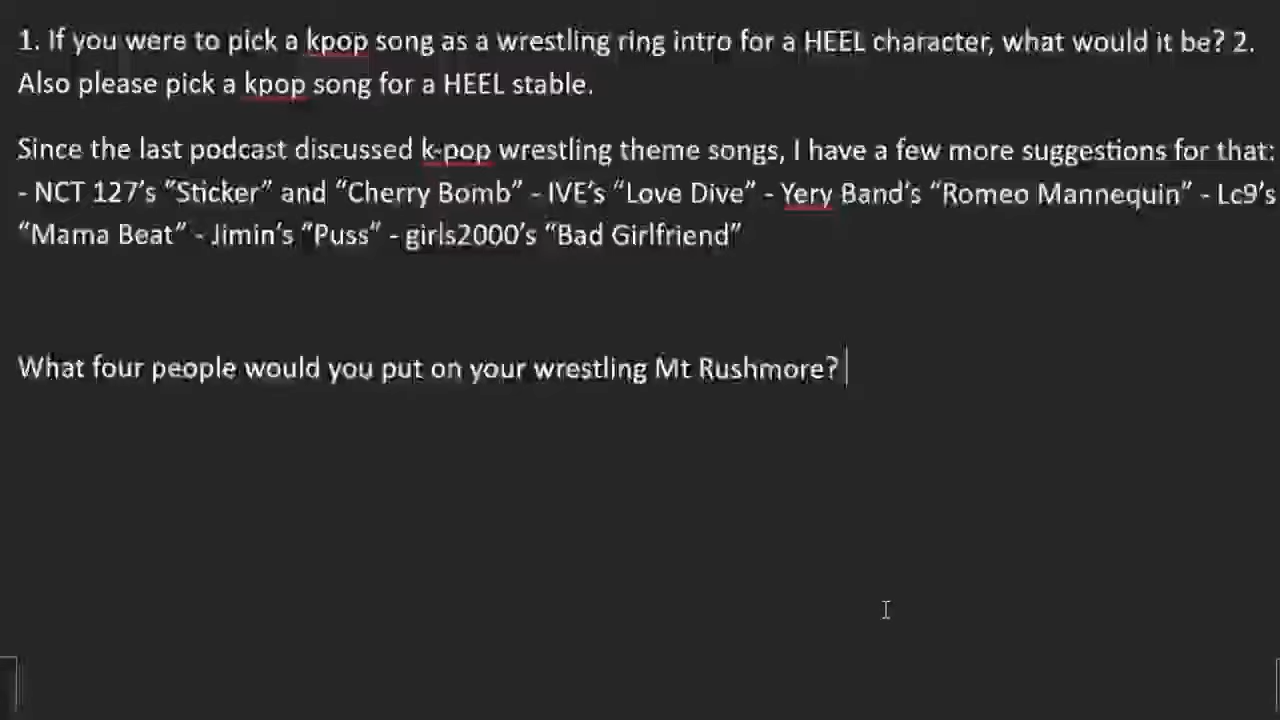 1. If you were to pick a kpop song as a wrestling ring intro for a HEEL character, what would it be? 2.
Also please pick a kpop song for a HEEL stable.
Since the last podcast discussed k-pop wrestling theme songs, I have a few more suggestions for that:
- NCT 127’s “Sticker” and “Cherry Bomb” - IVE’s “Love Dive” - Yery Band’s “Romeo Mannequin” - Lc9’s
“Mama Beat” - Jimin’s “Puss” - girls2000’s “Bad Girlfriend”
What four people would you put on your wrestling Mt Rushmore?